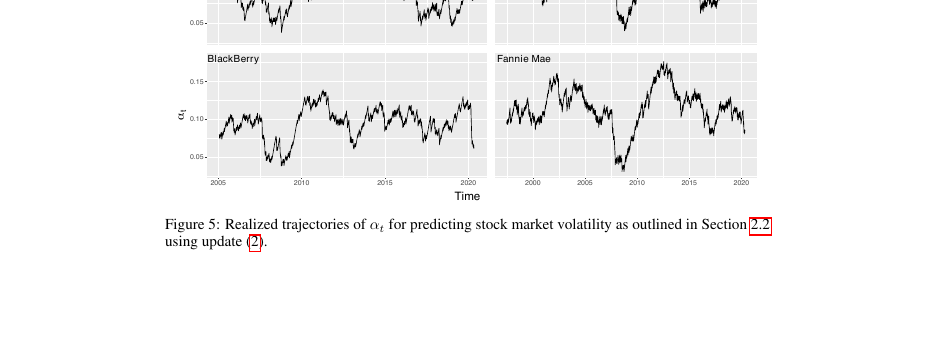 0.05
BlackBerry
Fannie Mae
0.15
0.10
0.05
αt
2005 2010 2015 2020
2000 2005 2010 2015 2020
Time
Figure 5: Realized trajectories of αt for predicting stock market volatility as outlined in Section 2.2
using update (2).